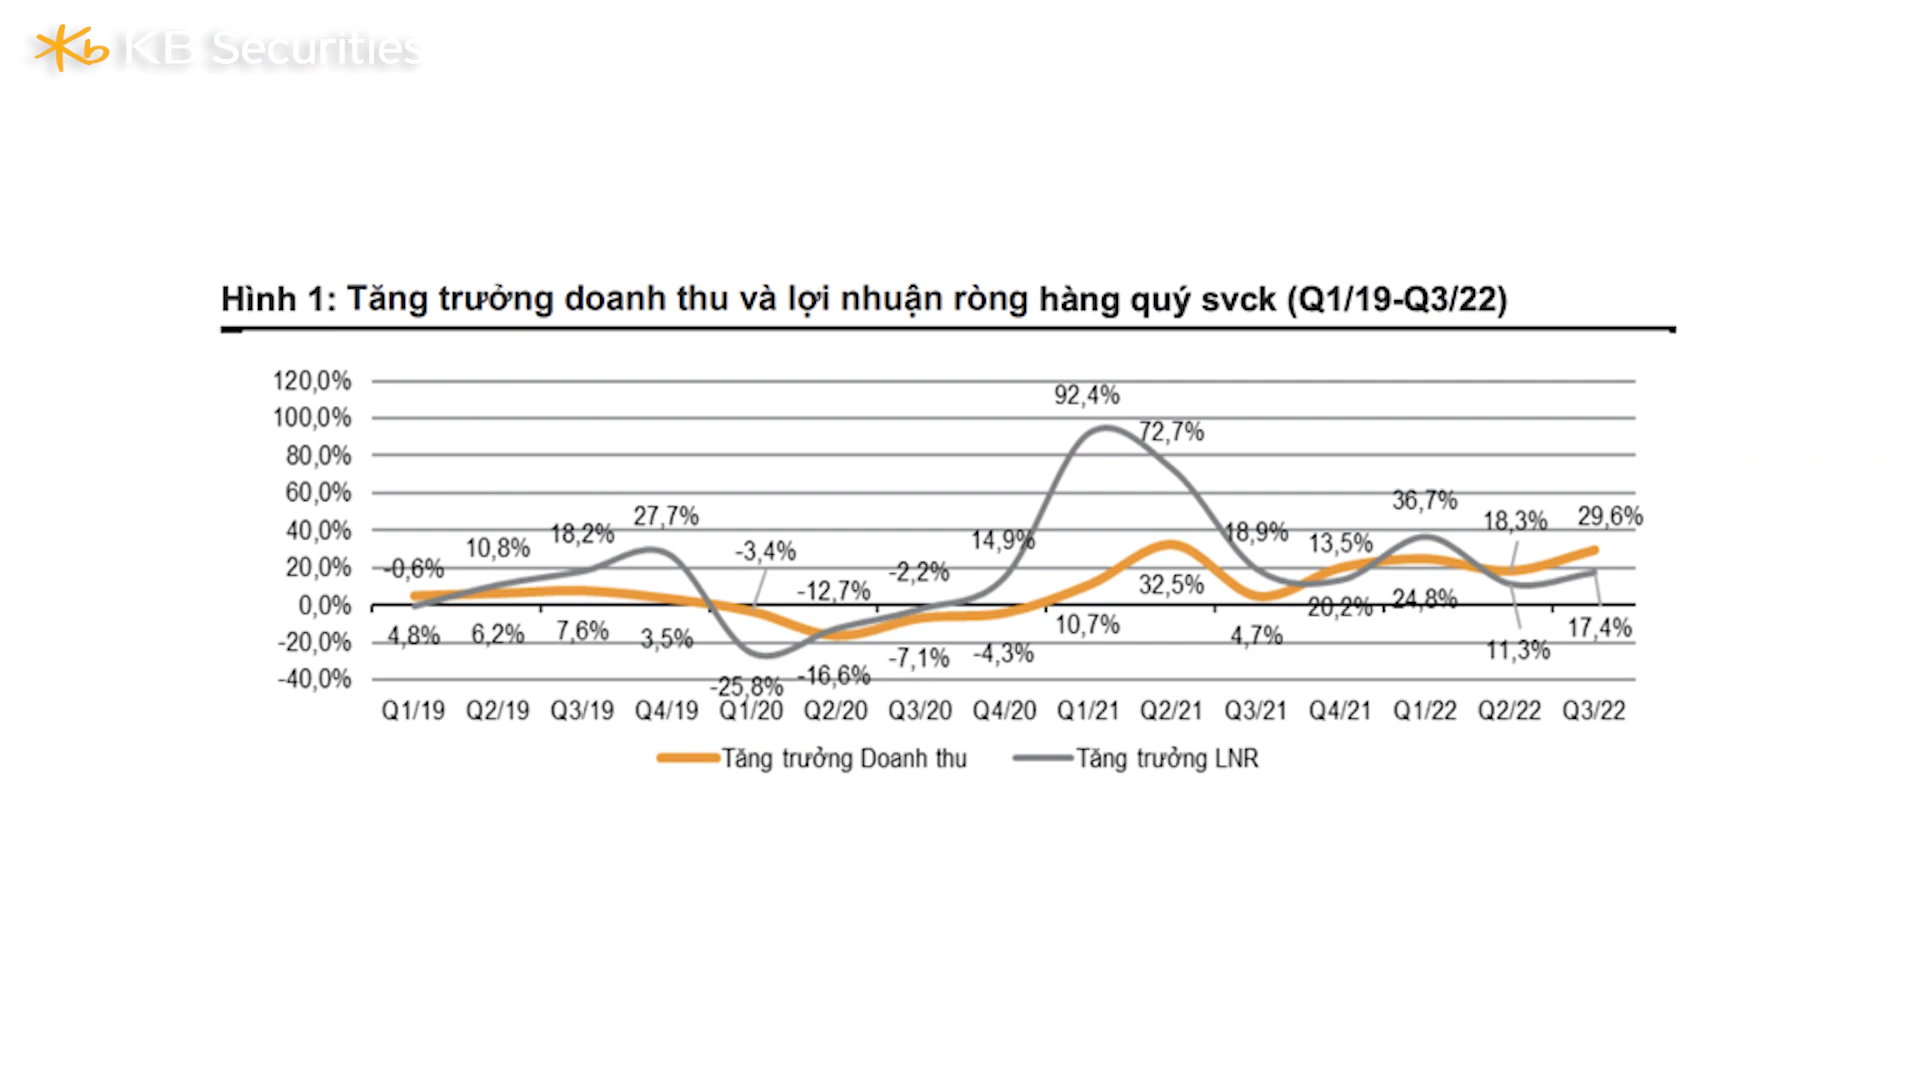 KB Securities
Hình 1: Tăng trưởng doanh thu và lợi nhuận ròng hàng quý svck (Q1/19-Q3/22)
120,0%
100,0%
80,0%
60,0%
40,0%
20,0%
0,0%
-20,0%
-40,0%
-0,6% 10,8% 18,2% 27,7% -25,8% -12,7% -2,2% 14,9% 92,4% 72,7% 18,9% 13,5% 36,7% 11,3% 17,4%
4,8% 6,2% 7,6% 3,5% -3,4% -16,6% -7,1% -4,3% 10,7% 32,5% 4,7% 20,2% 24,8% 18,3% 29,6%
Q1/19 Q2/19 Q3/19 Q4/19 Q1/20 Q2/20 Q3/20 Q4/20 Q1/21 Q2/21 Q3/21 Q4/21 Q1/22 Q2/22 Q3/22
Tăng trưởng Doanh thu Tăng trưởng LNR